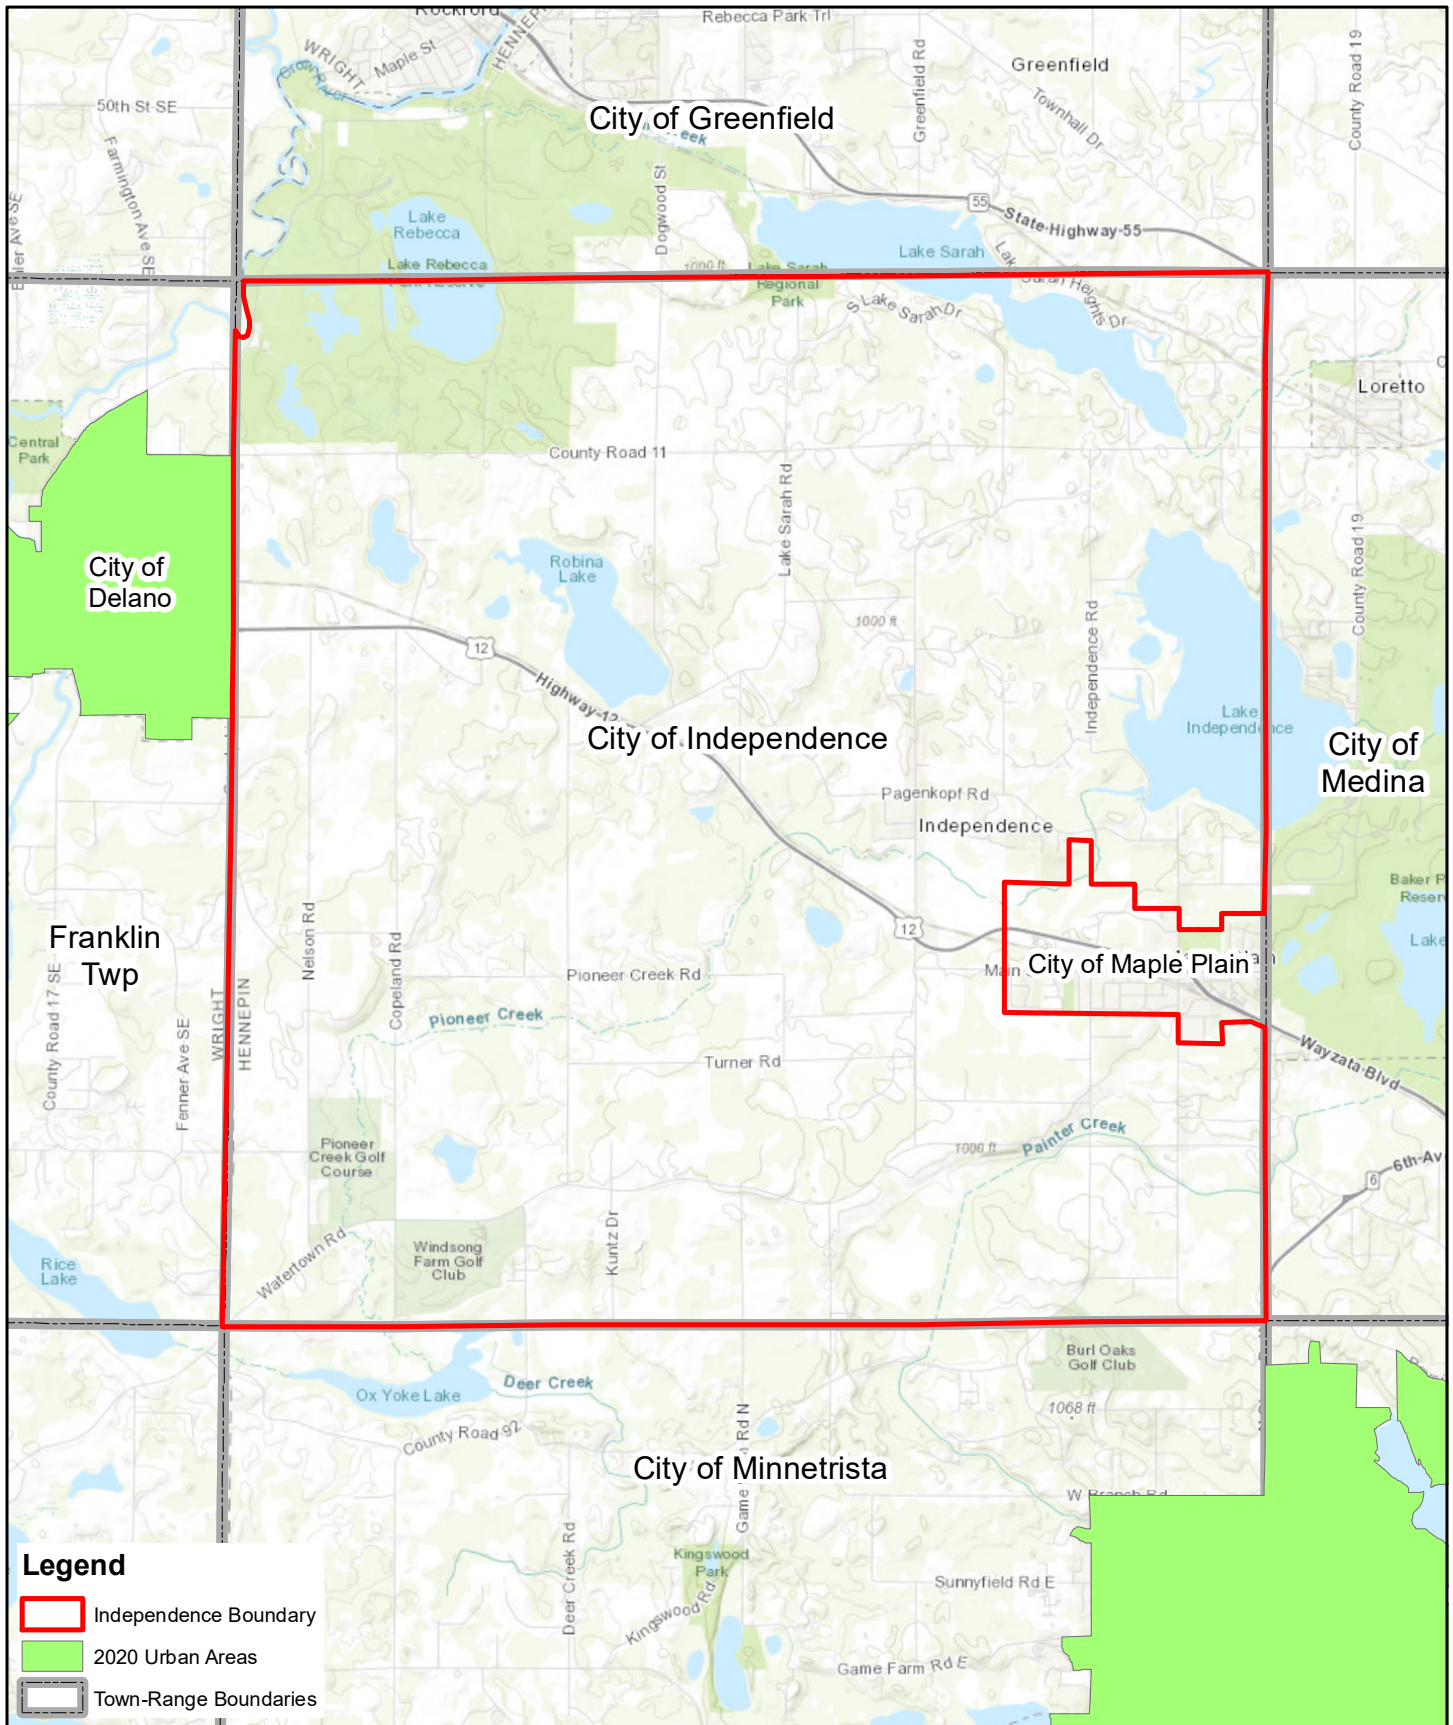 Rockford
Rebecca Park Trl
WRIGHT
HENNEPIN
Maple St
Crow River
50th St SE
Farmington Ave SE
City of Greenfield
Greenfield
Greenfield Rd
Townhall Dr
County Road 19
Creek
Dogwood St
55
State-Highway-55
Lake
Rebecca
Lake Rebecca
Park Reserve
1000 ft
Lake Sarah
Lake Sarah
Regional
Park
S Lake Sarah Dr
Lake Sarah Heights Dr
Loretto
Central
Park
County Road 11
Lake Sarah Rd
City of
Delano
Robina
Lake
1000 ft
Independence Rd
County Road 19
12
Highway-12
City of Independence
Lake
Independence
City of
Medina
Pagenkopf Rd
Independence
Baker P
Reser
Lake
Franklin
Twp
County Road 17 SE
Fenner Ave SE
WRIGHT
HENNEPIN
Nelson Rd
Copeland Rd
Pioneer Creek Rd
12
Main
City of Maple Plain
Pioneer Creek
Turner Rd
Wayzata-Blvd
Painter Creek
1000 ft
6th-Av
6
Pioneer
Creek Golf
Course
Watertown Rd
Windsong
Farm Golf
Club
Kuntz Dr
Rice
Lake
Burl Oaks
Golf Club
1068 ft
Ox Yoke Lake
Deer Creek
County Road 92
Game Rd N
City of Minnetrista
W Branch Rd
Deer Creek Rd
Kingswood
Park
Kingswood Rd
Sunnyfield Rd E
Game Farm Rd E
Legend
Independence Boundary
2020 Urban Areas
Town-Range Boundaries